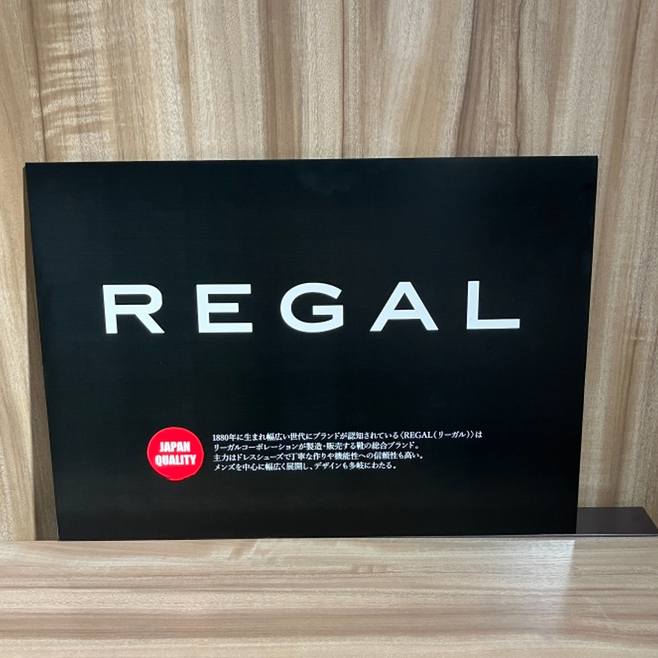 REGAL
JAPAN
QUALITY
1880年に生まれ幅広い世代にブランドが認知されている〈REGAL(リーガル)〉は
リーガルコーポレーションが製造・販売する靴の総合ブランド。
主力はドレスシューズで丁寧な作りや機能性への信頼性も高い。
メンズを中心に幅広く展開し、デザインも多岐にわたる。